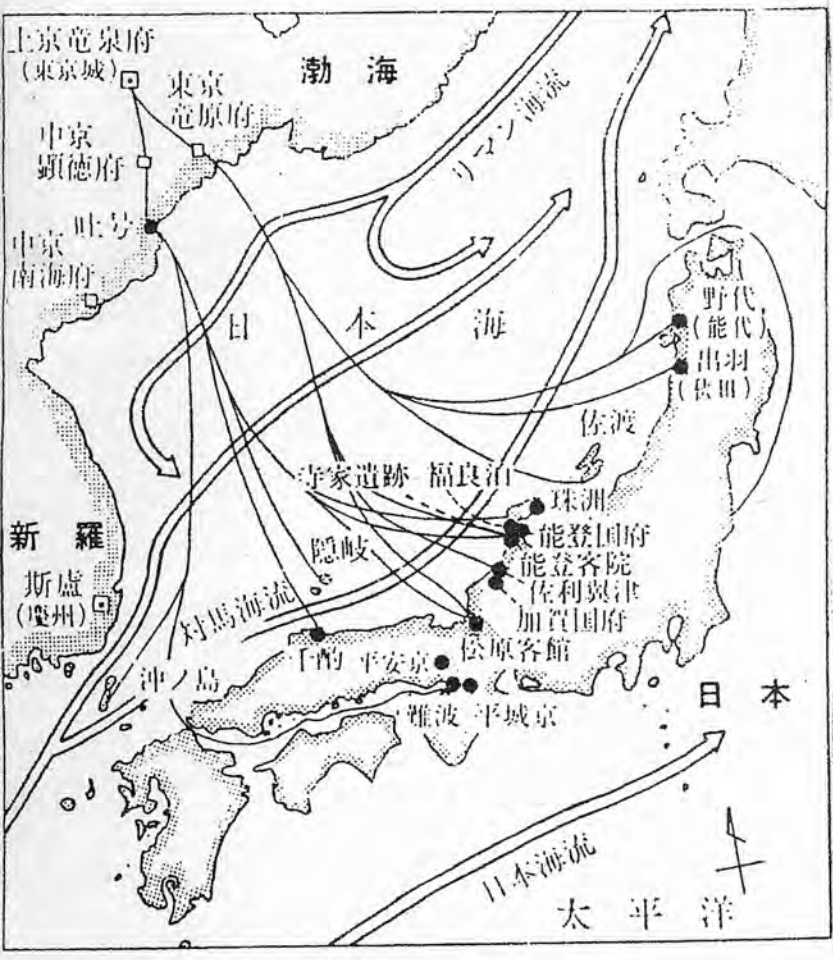 上京竜泉府
(東京城)
渤海
東京
竜原府
中京
顕徳府
吐号
中京
南海府
リマン海流
日本海
野代
(能代)
出羽
(秋田)
佐渡
寺家遺跡
福良泊
珠洲
能登国府
能登客院
佐利翼津
加賀国府
松原客館
隠岐
新羅
斯盧
(慶州)
対馬海流
千酌
平安京
沖ノ島
難波
平城京
日本
日本海流
太平洋